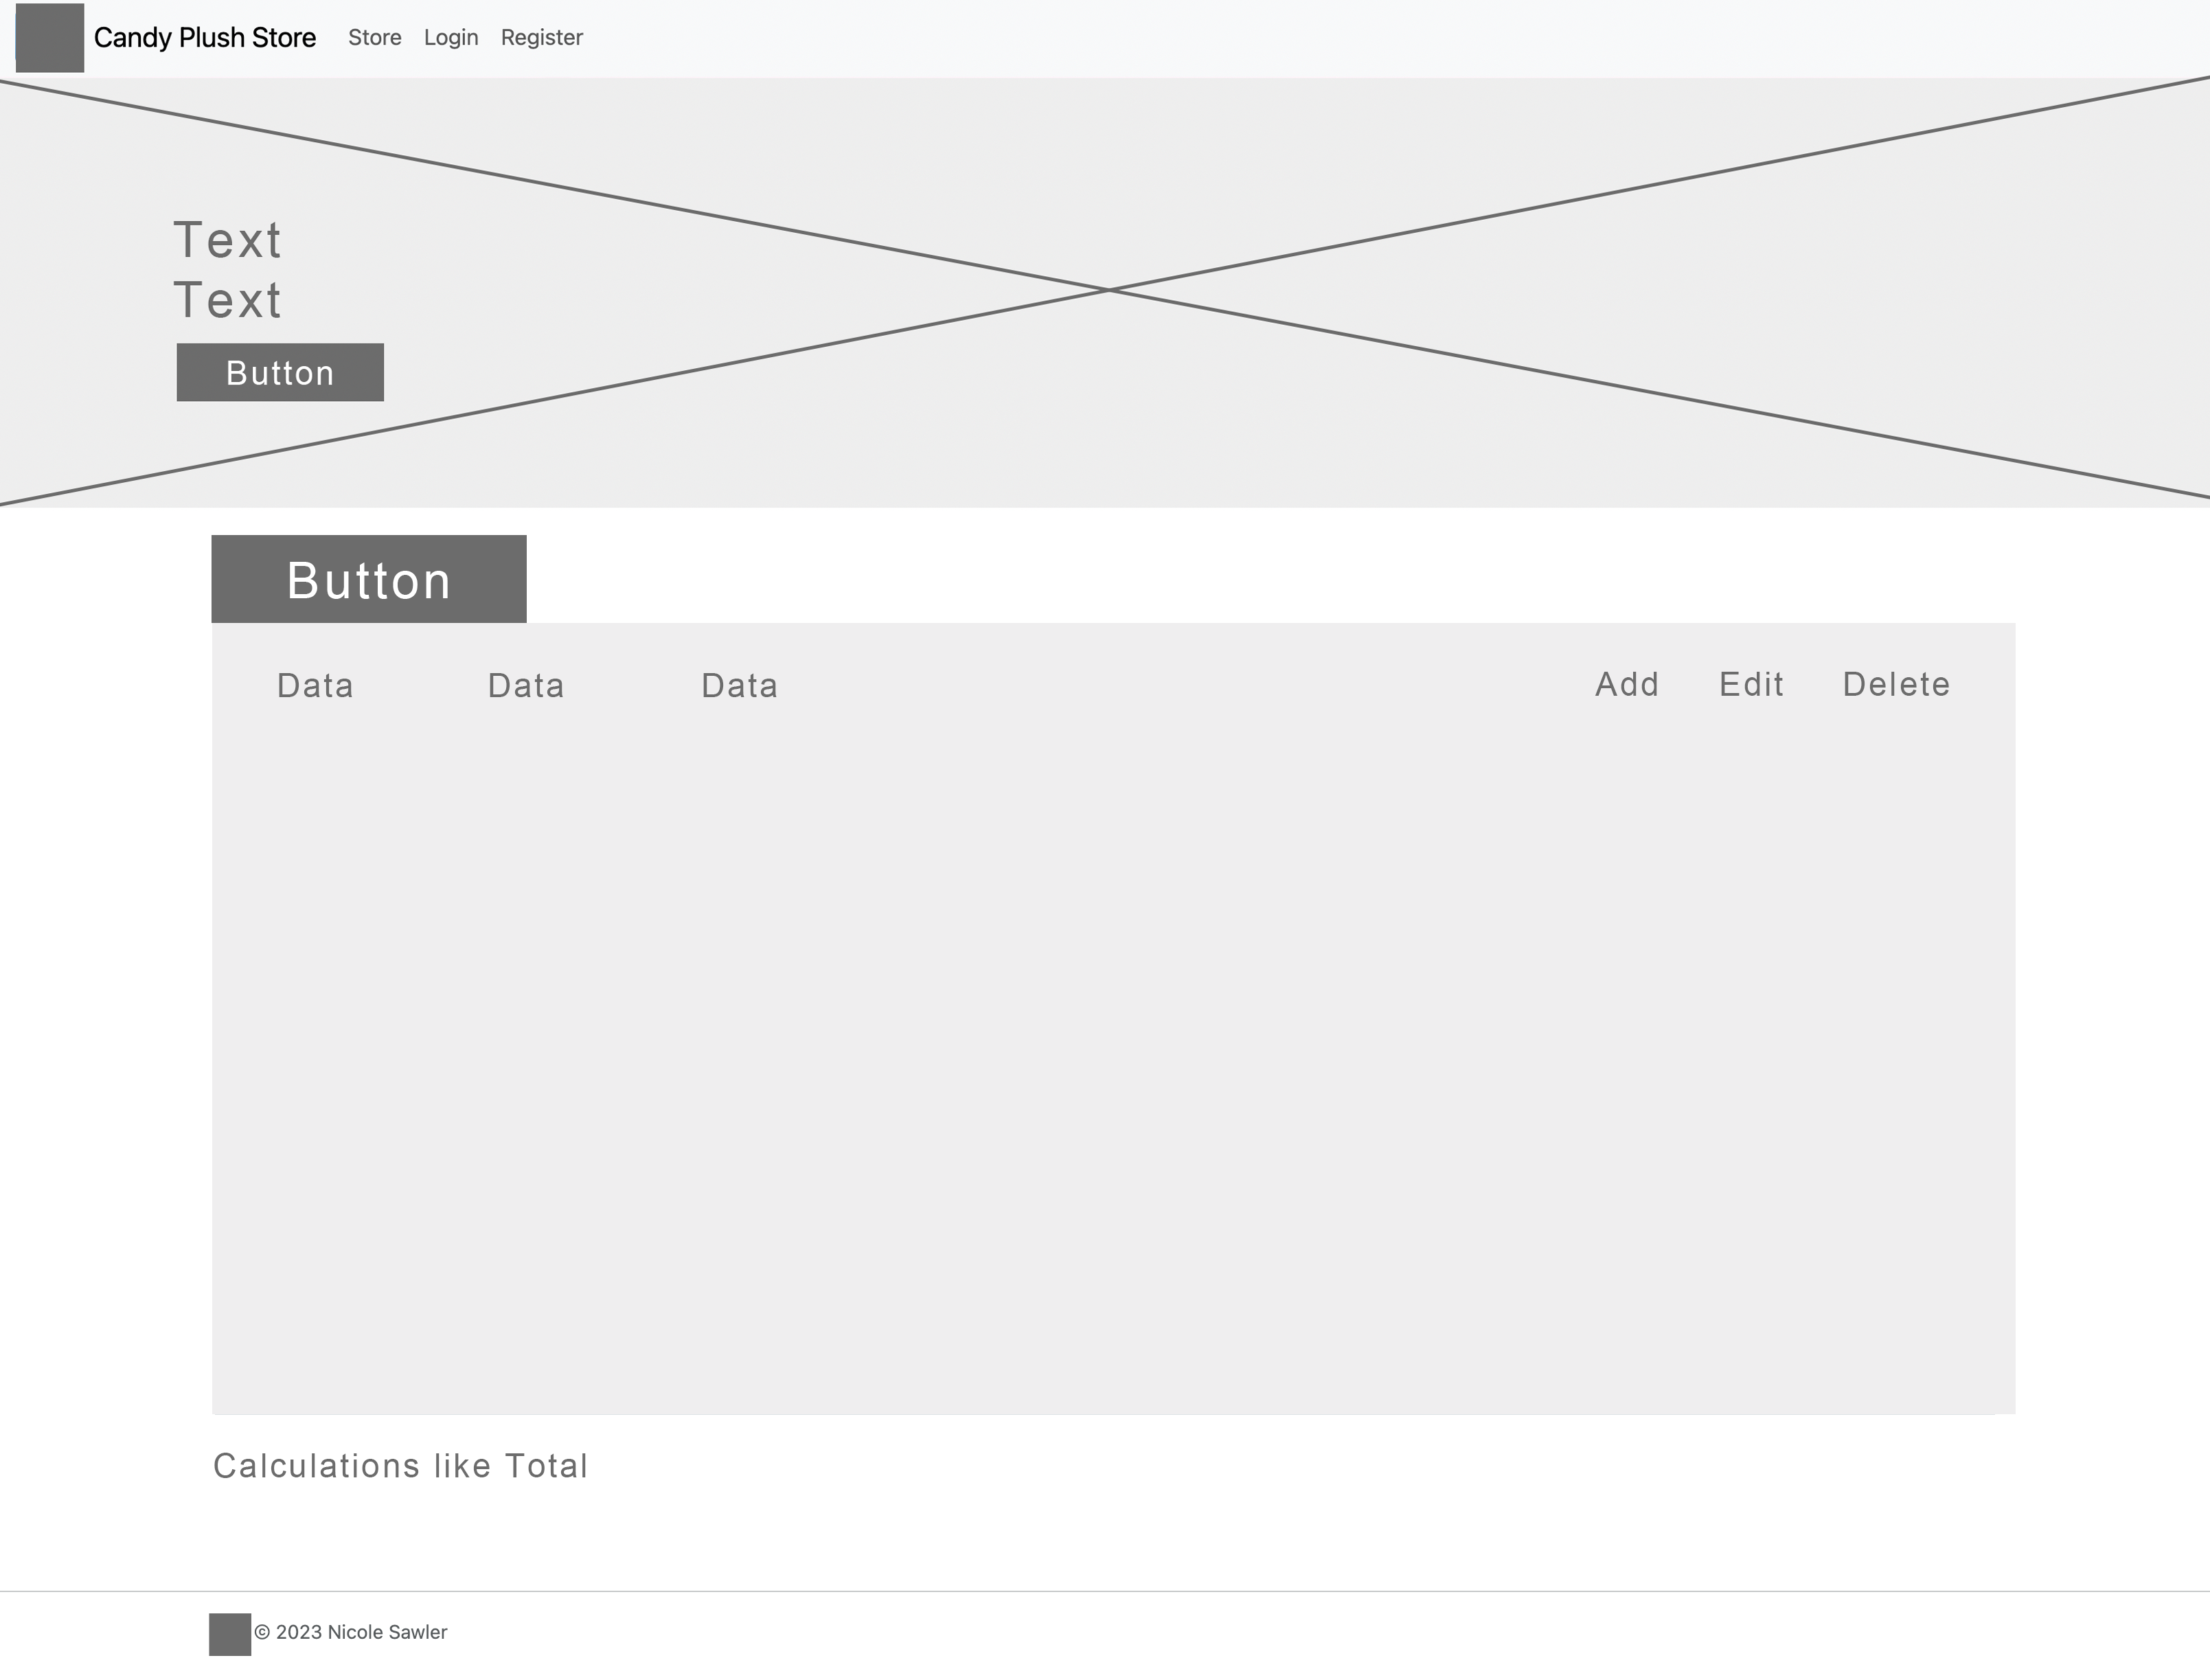 Candy Plush Store Store Login Register
Text
Text
Button
Button
Data Data Data Add Edit Delete
Calculations like Total
© 2023 Nicole Sawler